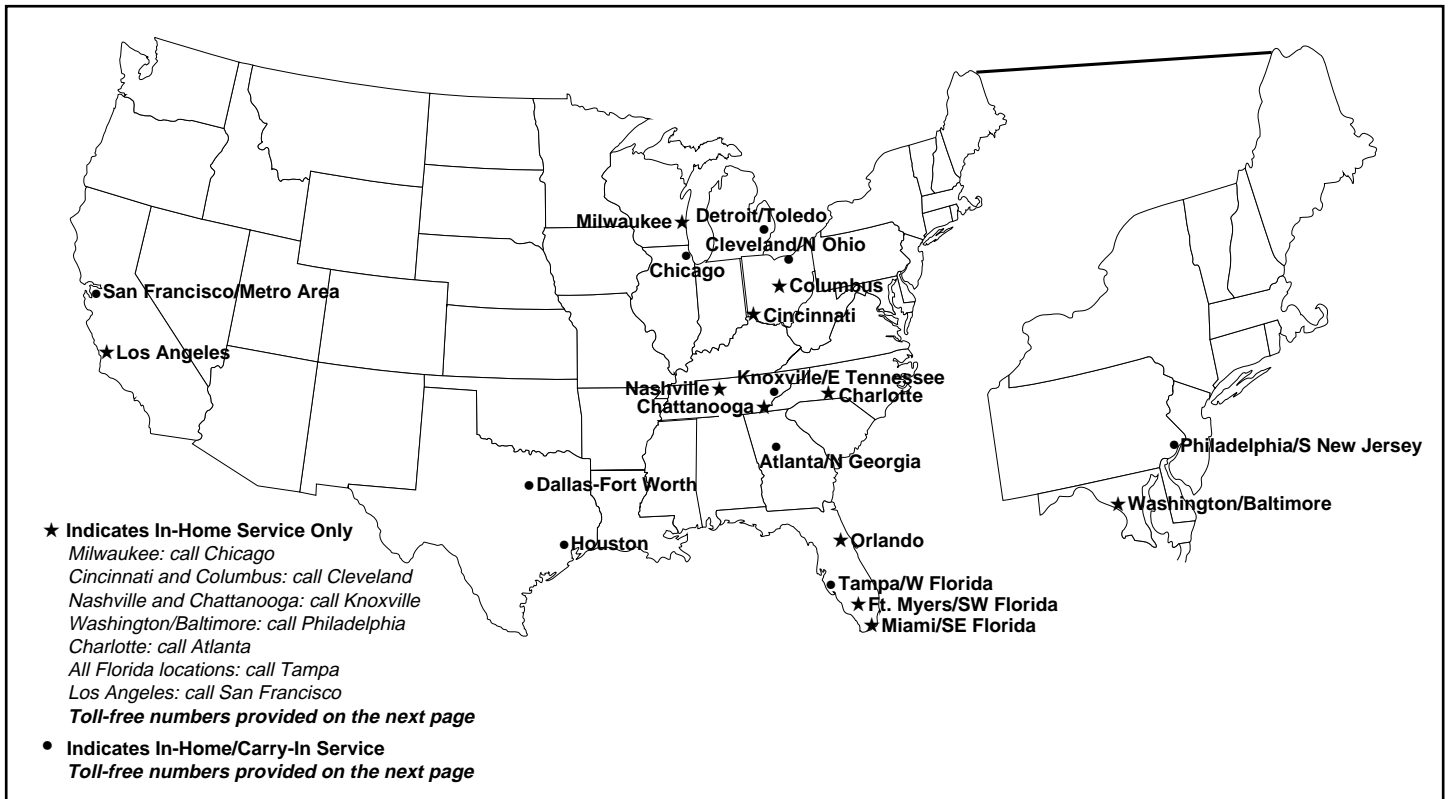 Milwaukee ★
Detroit/Toledo
Cleveland/N Ohio
Chicago
★ Columbus
★ Cincinnati
San Francisco/Metro Area
★ Los Angeles
Knoxville/E Tennessee
Nashville ★
★ Charlotte
Chattanooga ★
Atlanta/N Georgia
Philadelphia/S New Jersey
Dallas-Fort Worth
★ Washington/Baltimore
Houston
★ Orlando
Tampa/W Florida
★ Ft. Myers/SW Florida
★ Miami/SE Florida
★ Indicates In-Home Service Only
Milwaukee: call Chicago
Cincinnati and Columbus: call Cleveland
Nashville and Chattanooga: call Knoxville
Washington/Baltimore: call Philadelphia
Charlotte: call Atlanta
All Florida locations: call Tampa
Los Angeles: call San Francisco
Toll-free numbers provided on the next page
• Indicates In-Home/Carry-In Service
Toll-free numbers provided on the next page